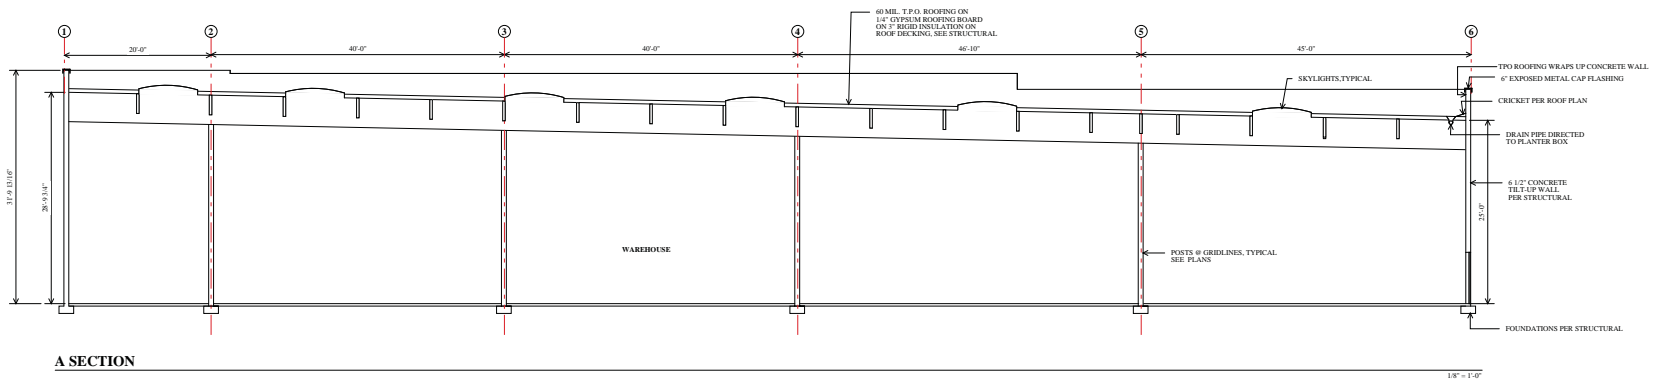 60 MIL. T.P.O. ROOFING ON
1/4" GYPSUM ROOFING BOARD
ON 3" RIGID INSULATION ON
ROOF DECKING, SEE STRUCTURAL
1
2
3
4
5
6
20'-0"
40'-0"
40'-0"
46'-10"
45'-0"
TPO ROOFING WRAPS UP CONCRETE WALL
6" EXPOSED METAL CAP FLASHING
SKYLIGHTS,TYPICAL
CRICKET PER ROOF PLAN
DRAIN PIPE DIRECTED
TO PLANTER BOX
31'-9 13/16"
28'-9 3/4"
6 1/2" CONCRETE
TILT-UP WALL
PER STRUCTURAL
25'-0"
WAREHOUSE
POSTS @ GRIDLINES, TYPICAL
SEE PLANS
FOUNDATIONS PER STRUCTURAL
A SECTION
1/8" = 1'-0"